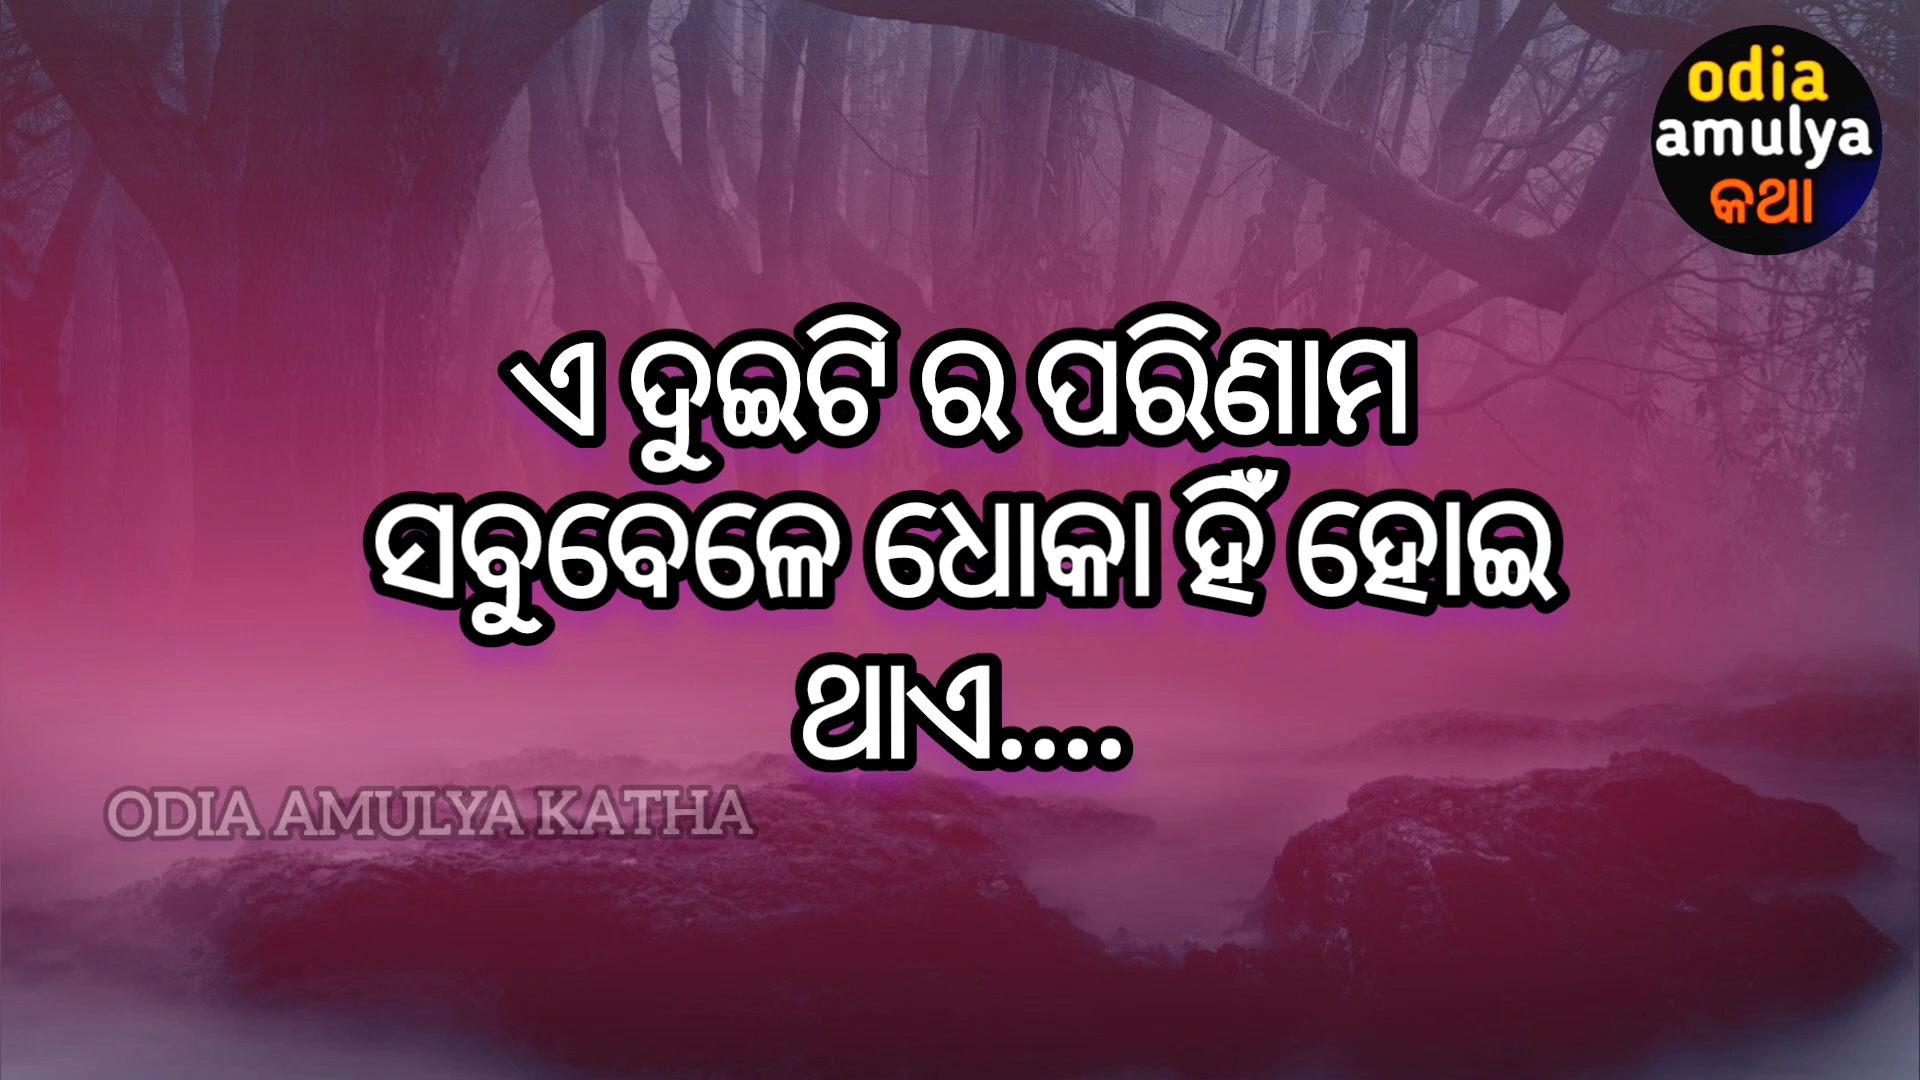 odia
amulya
କଥା
ଏ ଦୁଇଟି ର ପରିଣାମ
ସବୁବେଳେ ଧୋକା ହିଁ ହୋଇ
ଥାଏ....
ODIA AMULYA KATHA